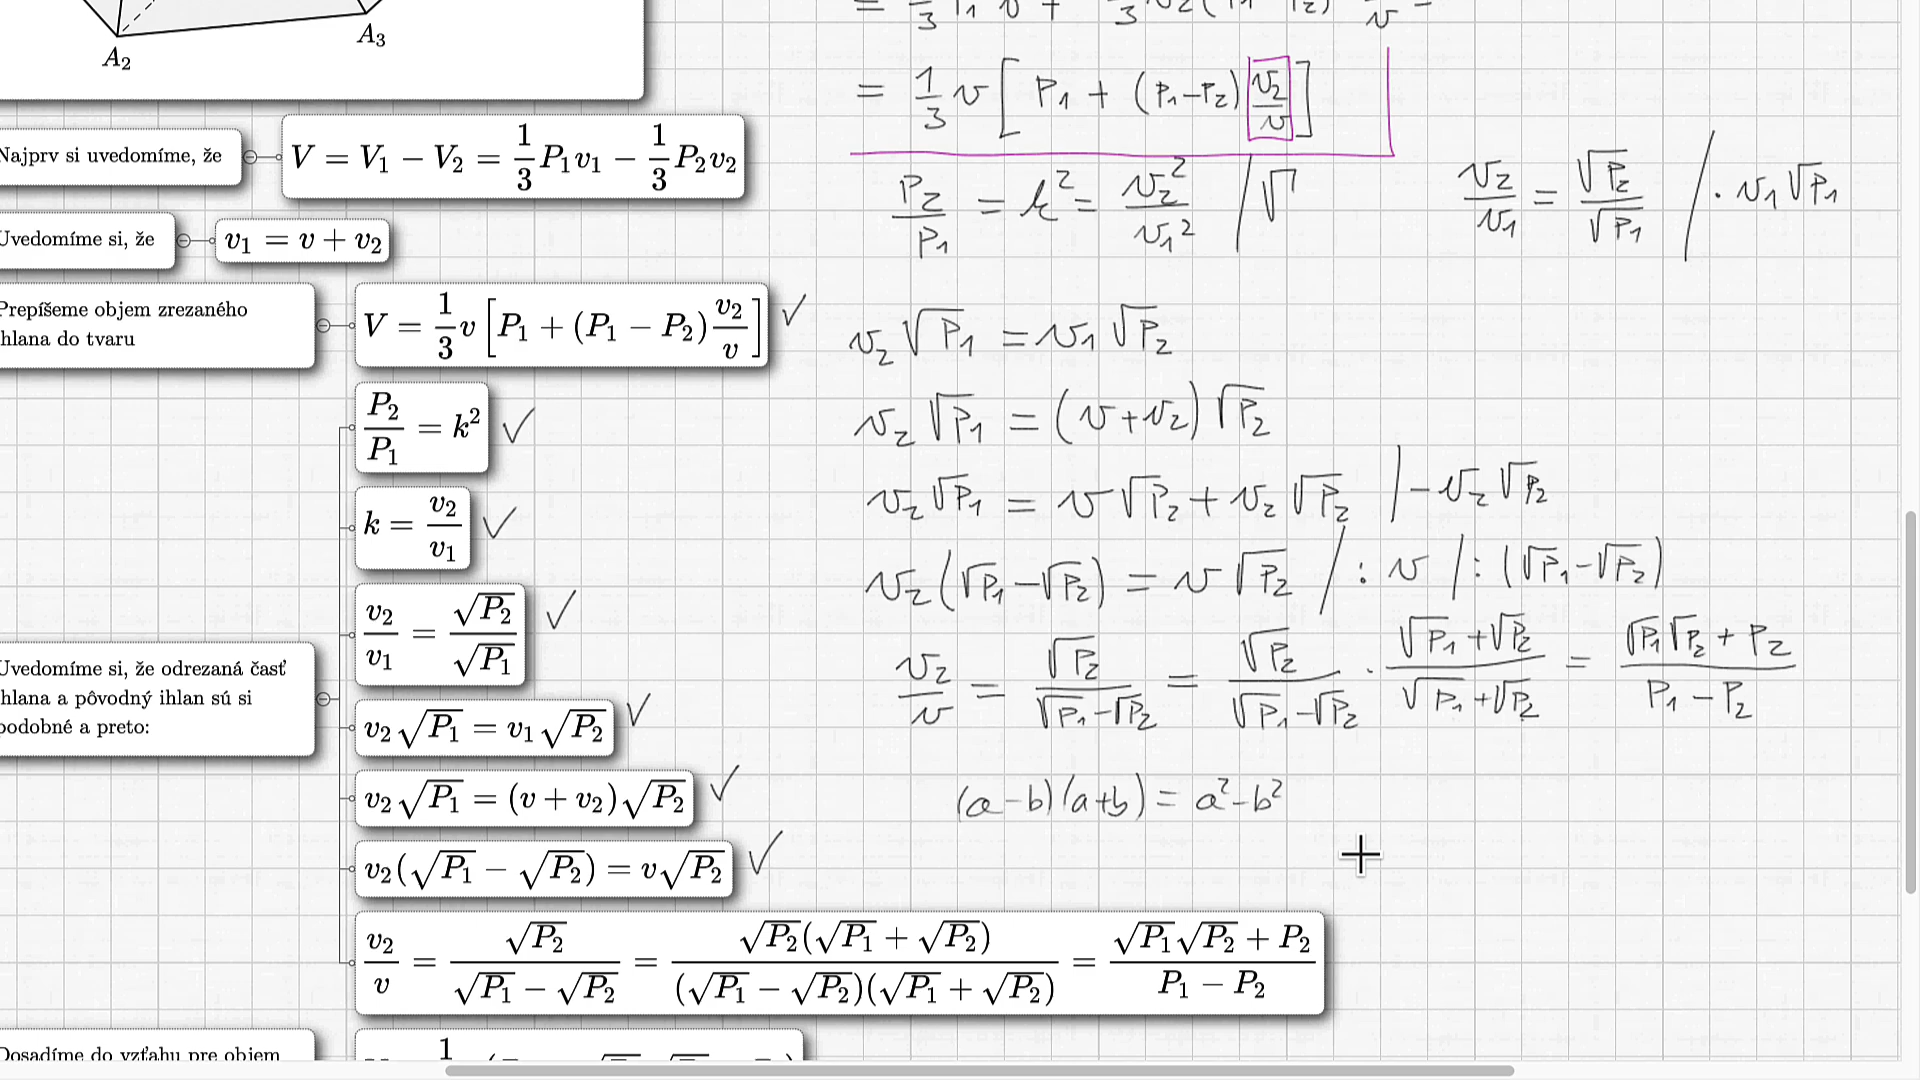 A₂
A₃
Najprv si uvedomíme, že
V = V₁ − V₂ = 1/3 P₁v₁ − 1/3 P₂v₂
Uvedomíme si, že
v₁ = v + v₂
Prepíšeme objem zrezaného
hlana do tvaru
V = 1/3 v [P₁ + (P₁ − P₂) v₂/v] ✓
Uvedomíme si, že odrezaná časť
hlana a pôvodný ihlan sú si
podobné a preto:
P₂/P₁ = k² ✓
k = v₂/v₁ ✓
v₂/v₁ = √P₂/√P₁ ✓
v₂√P₁ = v₁√P₂ ✓
v₂√P₁ = (v + v₂)√P₂ ✓
v₂(√P₁ − √P₂) = v√P₂ ✓
v₂/v = √P₂/(√P₁ − √P₂) = √P₂(√P₁ + √P₂)/((√P₁ − √P₂)(√P₁ + √P₂)) = (√P₁√P₂ + P₂)/(P₁ − P₂)
Dosadíme do vzťahu pre objem
= 1/3 v [P₁ + (P₁−P₂) v₂/v]
P₂/P₁ = k² = v₂²/v₁² /√
v₂/v₁ = √P₂/√P₁ / · v₁√P₁
v₂√P₁ = v₁√P₂
v₂√P₁ = (v+v₂)√P₂
v₂√P₁ = v√P₂ + v₂√P₂ /−v₂√P₂
v₂(√P₁−√P₂) = v√P₂ /: v /: (√P₁−√P₂)
v₂/v = √P₂/(√P₁−√P₂) = √P₂/(√P₁−√P₂) · (√P₁+√P₂)/(√P₁+√P₂) = (√P₁√P₂ + P₂)/(P₁ − P₂)
(a−b)(a+b) = a²−b²